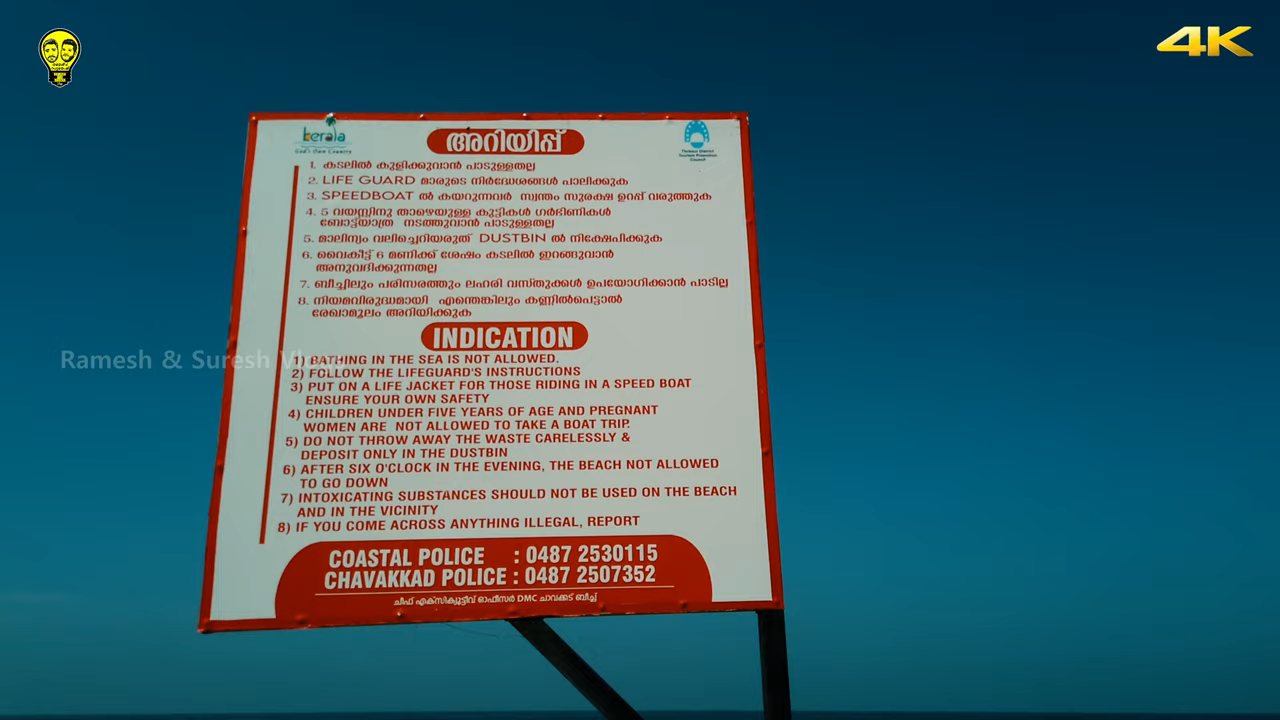 4K
kerala
God's Own Country
അറിയിപ്പ്
Thrissur District
Tourism Promotion
Council
1. കടലിൽ കുളിക്കുവാൻ പാടുള്ളതല്ല
2. LIFE GUARD മാരുടെ നിർദ്ദേശങ്ങൾ പാലിക്കുക
3. SPEEDBOAT ൽ കയറുന്നവർ സ്വന്തം സുരക്ഷ ഉറപ്പ് വരുത്തുക
4. 5 വയസ്സിനു താഴെയുള്ള കുട്ടികൾ ഗർഭിണികൾ
ബോട്ട്യാത്ര നടത്തുവാൻ പാടുള്ളതല്ല
5. മാലിന്യം വലിച്ചെറിയരുത് DUSTBIN ൽ നിക്ഷേപിക്കുക
6. വൈകീട്ട് 6 മണിക്ക് ശേഷം കടലിൽ ഇറങ്ങുവാൻ
അനുവദിക്കുന്നതല്ല
7. ബീച്ചിലും പരിസരത്തും ലഹരി വസ്തുക്കൾ ഉപയോഗിക്കാൻ പാടില്ല
8. നിയമവിരുദ്ധമായി എന്തെങ്കിലും കണ്ണിൽപെട്ടാൽ
രേഖാമൂലം അറിയിക്കുക
INDICATION
Ramesh & Suresh Vlogs
1) BATHING IN THE SEA IS NOT ALLOWED.
2) FOLLOW THE LIFEGUARD'S INSTRUCTIONS
3) PUT ON A LIFE JACKET FOR THOSE RIDING IN A SPEED BOAT
ENSURE YOUR OWN SAFETY
4) CHILDREN UNDER FIVE YEARS OF AGE AND PREGNANT
WOMEN ARE NOT ALLOWED TO TAKE A BOAT TRIP.
5) DO NOT THROW AWAY THE WASTE CARELESSLY &
DEPOSIT ONLY IN THE DUSTBIN
6) AFTER SIX O'CLOCK IN THE EVENING, THE BEACH NOT ALLOWED
TO GO DOWN
7) INTOXICATING SUBSTANCES SHOULD NOT BE USED ON THE BEACH
AND IN THE VICINITY
8) IF YOU COME ACROSS ANYTHING ILLEGAL, REPORT
COASTAL POLICE : 0487 2530115
CHAVAKKAD POLICE : 0487 2507352
ചീഫ് എക്സിക്യൂട്ടീവ് ഓഫീസർ DMC ചാവക്കട് ബീച്ച്